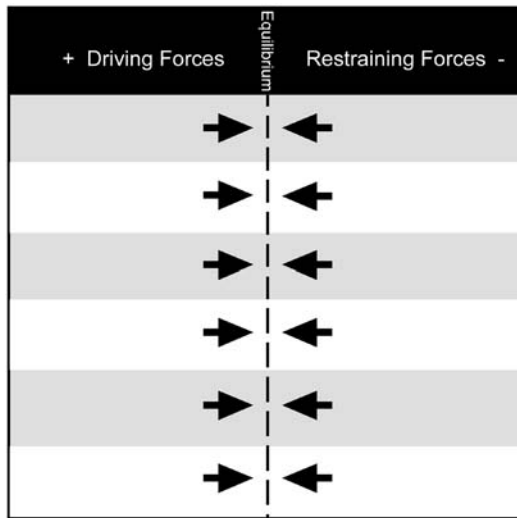 + Driving Forces
Equilibrium
Restraining Forces -